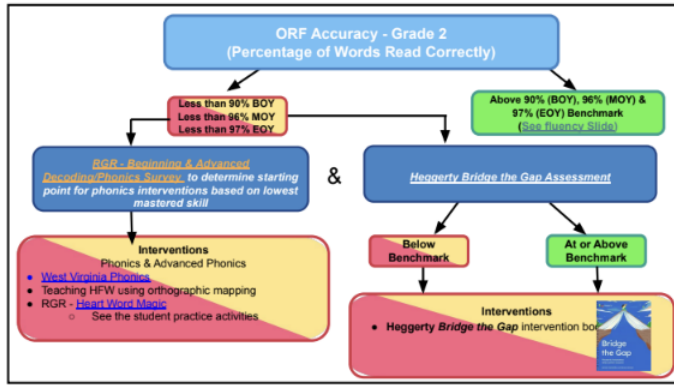 ORF Accuracy - Grade 2
(Percentage of Words Read Correctly)
Less than 90% BOY
Less than 96% MOY
Less than 97% EOY
Above 90% (BOY), 96% (MOY) &
97% (EOY) Benchmark
(See fluency Slide)
RGR - Beginning & Advanced
Decoding/Phonics Survey to determine starting
point for phonics interventions based on lowest
mastered skill
&
Heggerty Bridge the Gap Assessment
Below
Benchmark
At or Above
Benchmark
Interventions
Phonics & Advanced Phonics
● West Virginia Phonics
● Teaching HFW using orthographic mapping
● RGR - Heart Word Magic
○ See the student practice activities
Interventions
● Heggerty Bridge the Gap intervention boo
Bridge
the Gap